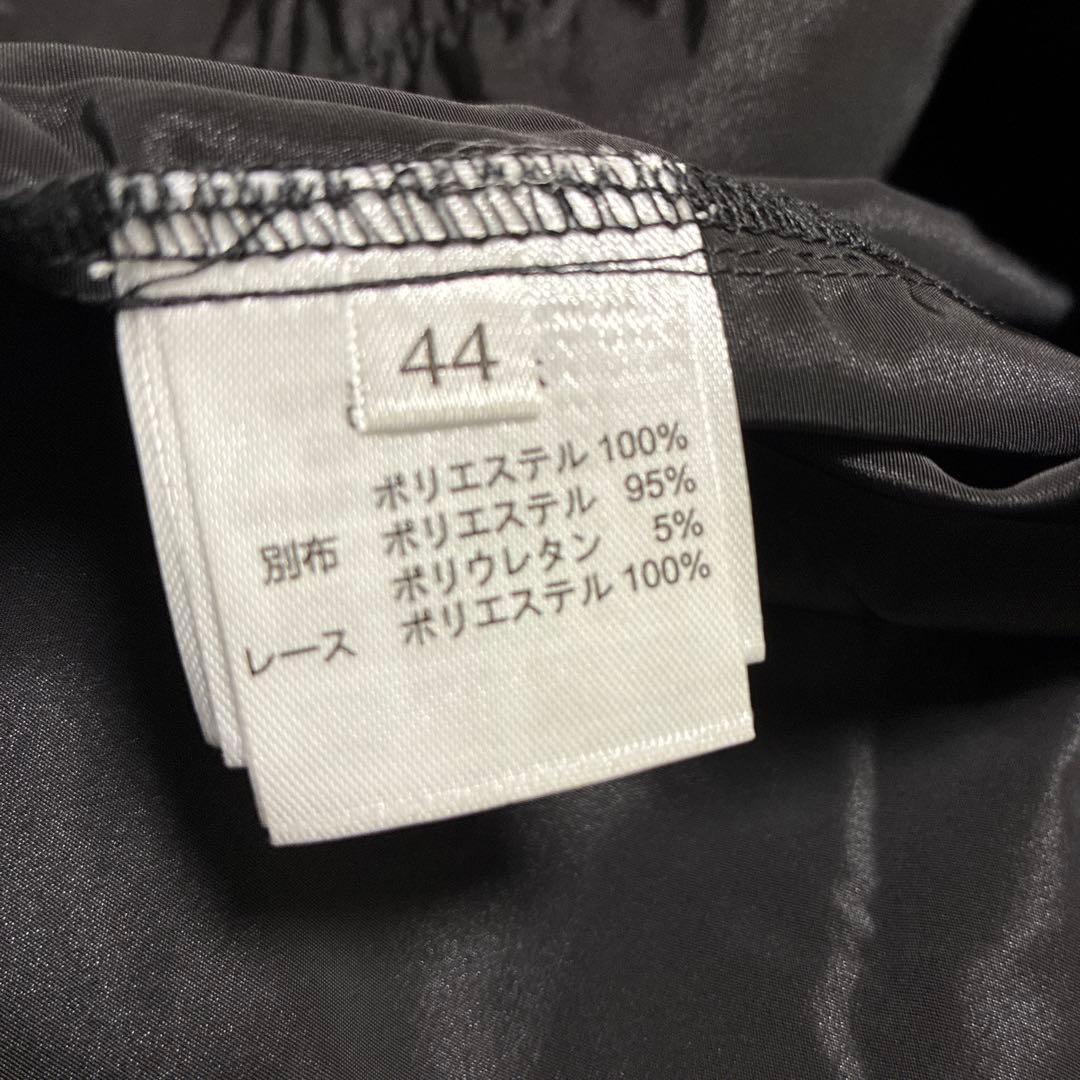 44
ポリエステル 100%
別布 ポリエステル 95%
ポリウレタン 5%
レース ポリエステル 100%